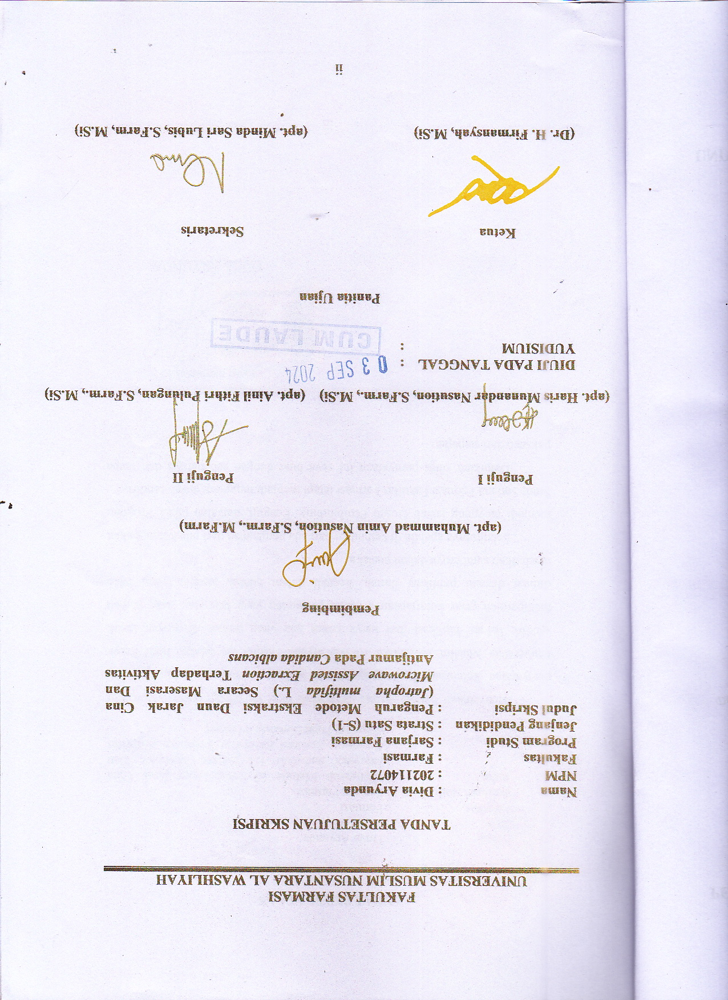 FAKULTAS FARMASI
UNIVERSITAS MUSLIM NUSANTARA AL WASHLIYAH
TANDA PERSETUJUAN SKRIPSI
Nama : Divia Aryunda
NPM : 202114072
Fakultas : Farmasi
Program Studi : Sarjana Farmasi
Jenjang Pendidikan : Strata Satu (S-1)
Judul Skripsi : Pengaruh Metode Ekstraksi Daun Jarak Cina
(Jatropha multifida L.) Secara Maserasi Dan
Microwave Assisted Exraction Terhadap Aktivitas
Antijamur Pada Candida albicans
Pembimbing
(apt. Muhammad Amin Nasution, S.Farm., M.Farm)
Penguji I Penguji II
(apt. Haris Munandar Nasution, S.Farm., M.Si) (apt. Ainil Fithri Pulungan, S.Farm., M.Si)
DIUJI PADA TANGGAL : 03 SEP 2024
YUDISIUM : CUM LAUDE
Panitia Ujian
Ketua Sekretaris
(Dr. H. Firmansyah, M.Si) (apt. Minda Sari Lubis, S.Farm, M.Si)
ii